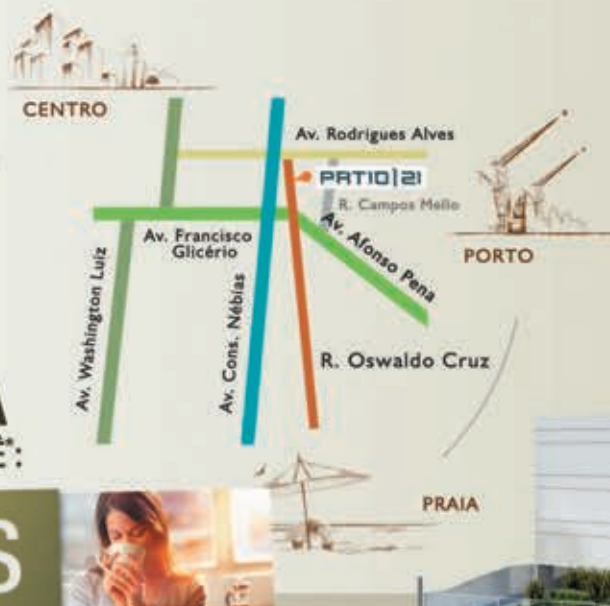 CENTRO
Av. Rodrigues Alves
PATIO|21
R. Campos Mello
Av. Francisco
Glicério
Av. Afonso Pena
PORTO
Av. Washington Luíz
Av. Cons. Nébias
R. Oswaldo Cruz
A
E:
PRAIA
S